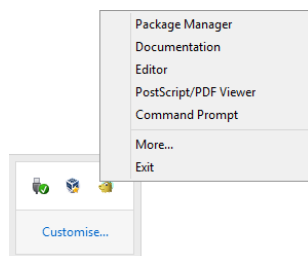 Package Manager
Documentation
Editor
PostScript/PDF Viewer
Command Prompt
More...
Exit
Customise...